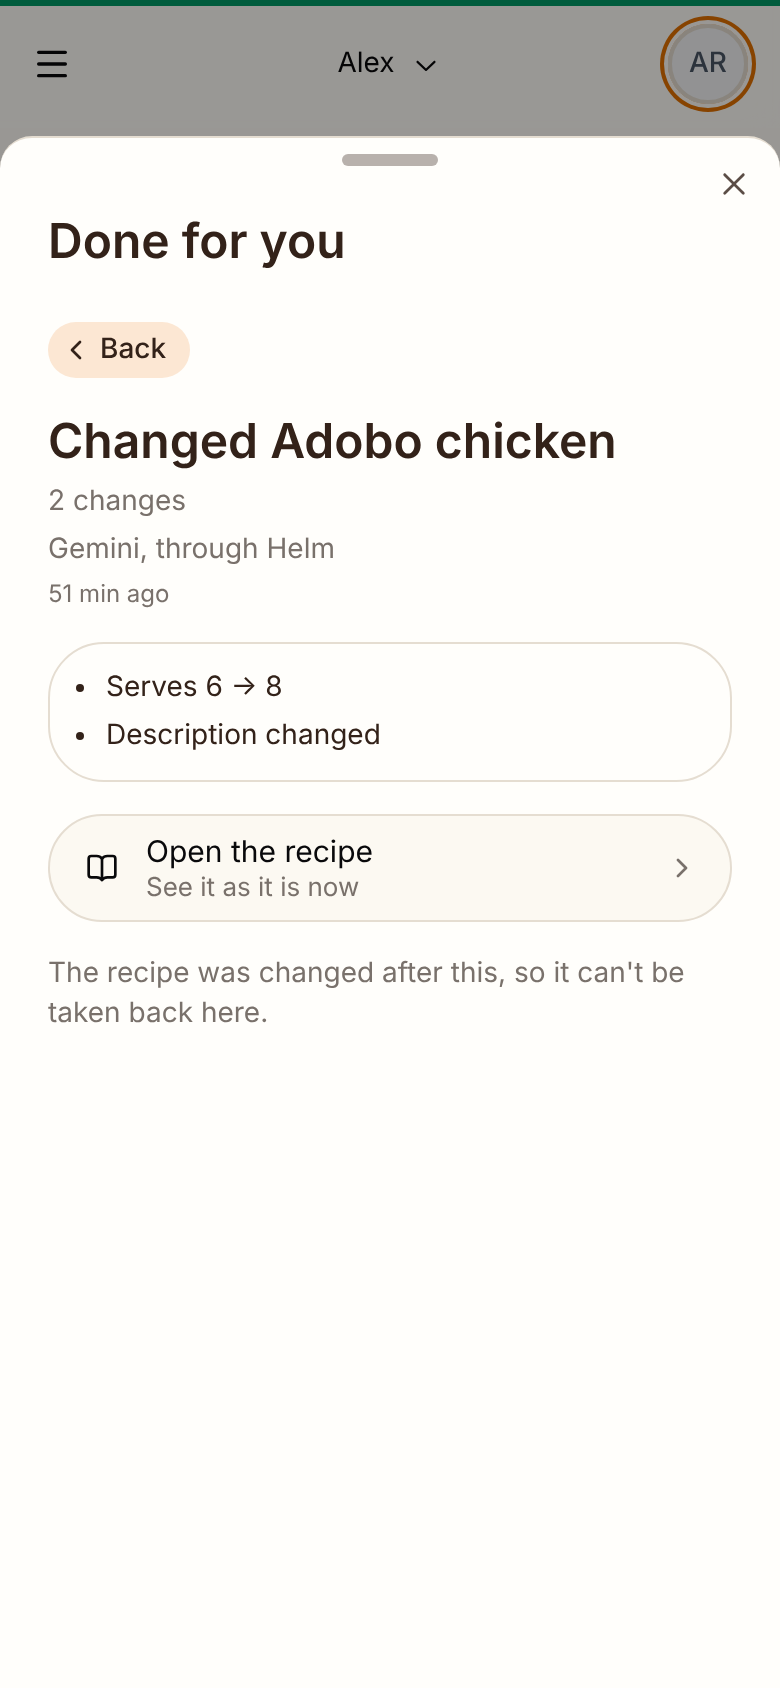 Alex
AR
Done for you
Back
Changed Adobo chicken
2 changes
Gemini, through Helm
51 min ago
• Serves 6 → 8
• Description changed
Open the recipe
See it as it is now
The recipe was changed after this, so it can't be
taken back here.